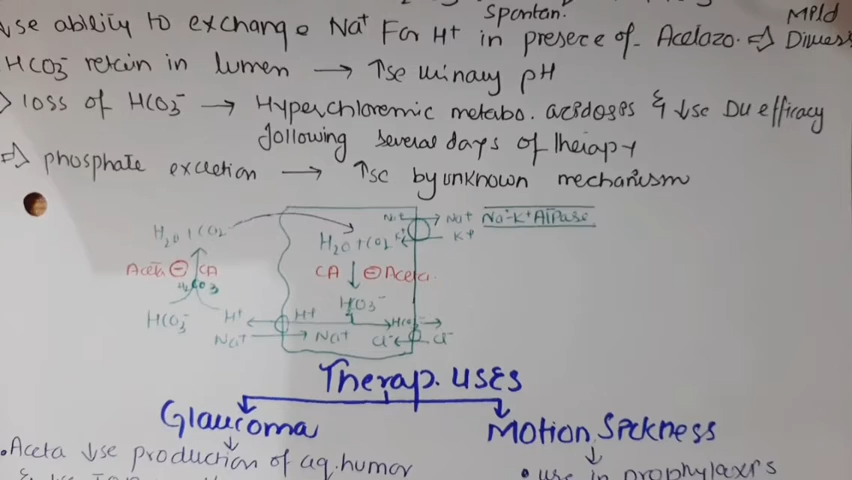 Spontan.
MPld
↓se ability to exchange Na⁺ For H⁺ in presece of Acetazo. ⇒ Diuresis
HCO₃⁻ retain in lumen → ↑se urinary pH
loss of HCO₃⁻ → Hyperchloremic metabo. acidoses & ↓se Du efficacy
following several days of therapy
⇒ phosphate excretion → ↑se by unknown mechanism
H₂O + CO₂
H₂O + CO₂
Na⁺ Na⁺ Na⁺-K⁺ATPase
K⁺ K⁺
Aceta ⊖ CA
CA ⊖ Aceta.
H₂CO₃
HCO₃⁻
HCO₃⁻ H⁺ H⁺ HCO₃⁻
Na⁺ Na⁺ Cl⁻ Cl⁻
Therap. USES
Glaucoma Motion Sickness
• Aceta ↓se production of aq. humor
• use in prophylaxis